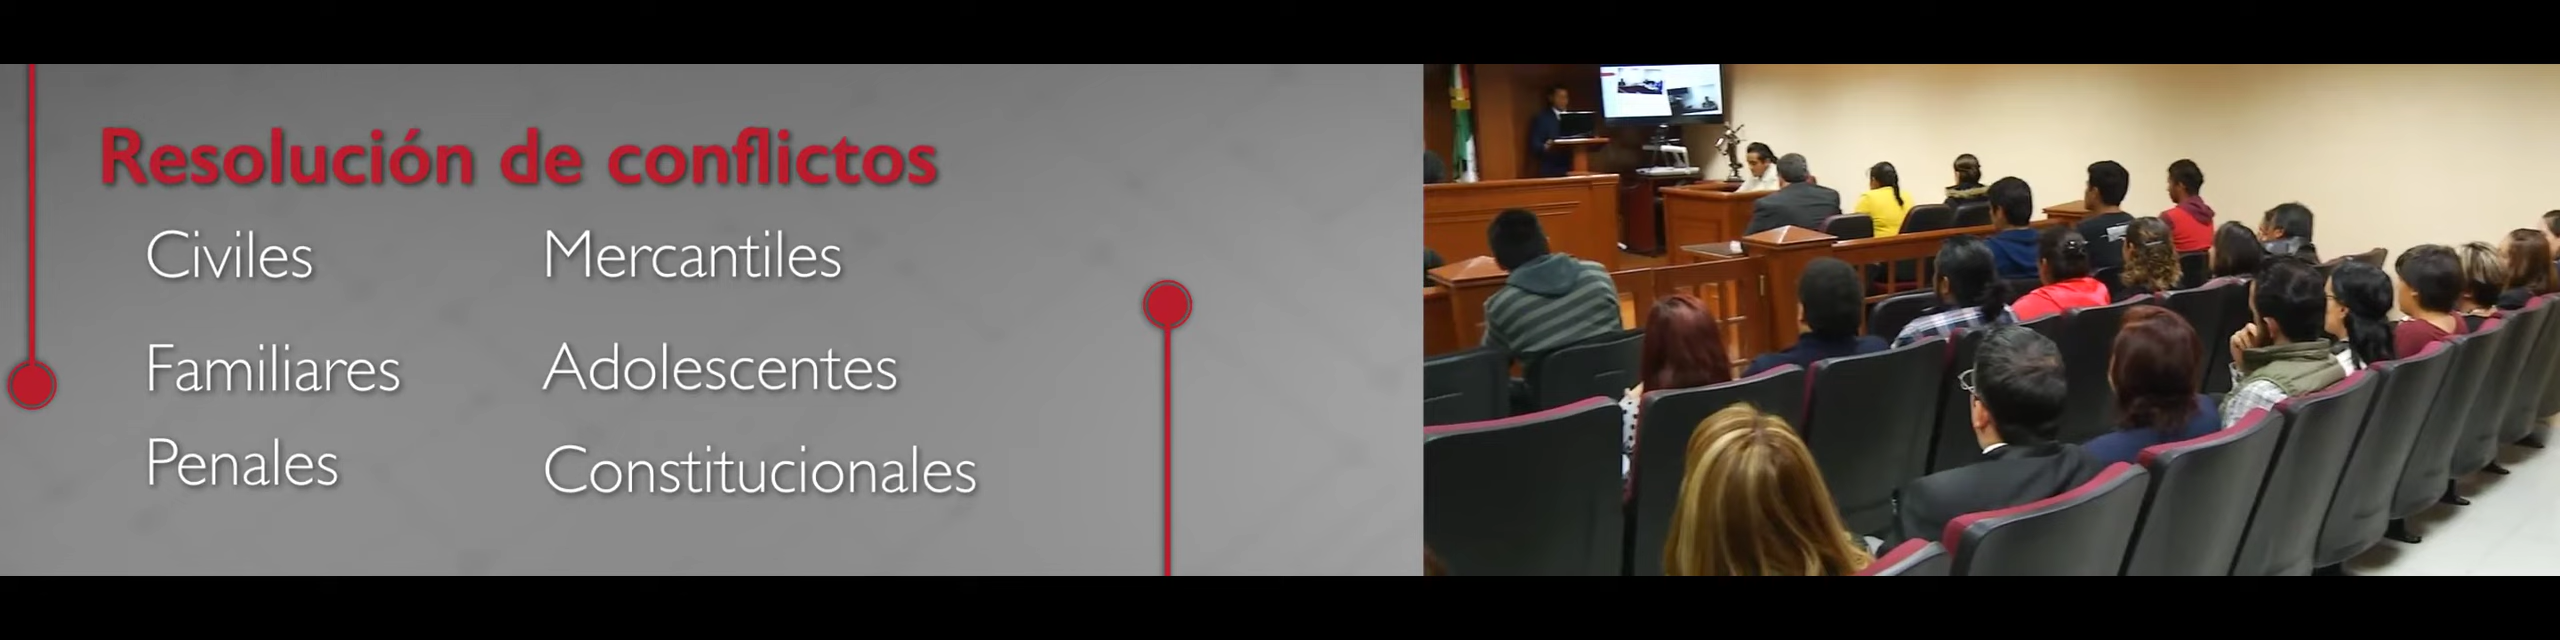 Resolución de conflictos
Civiles
Mercantiles
Familiares
Adolescentes
Penales
Constitucionales